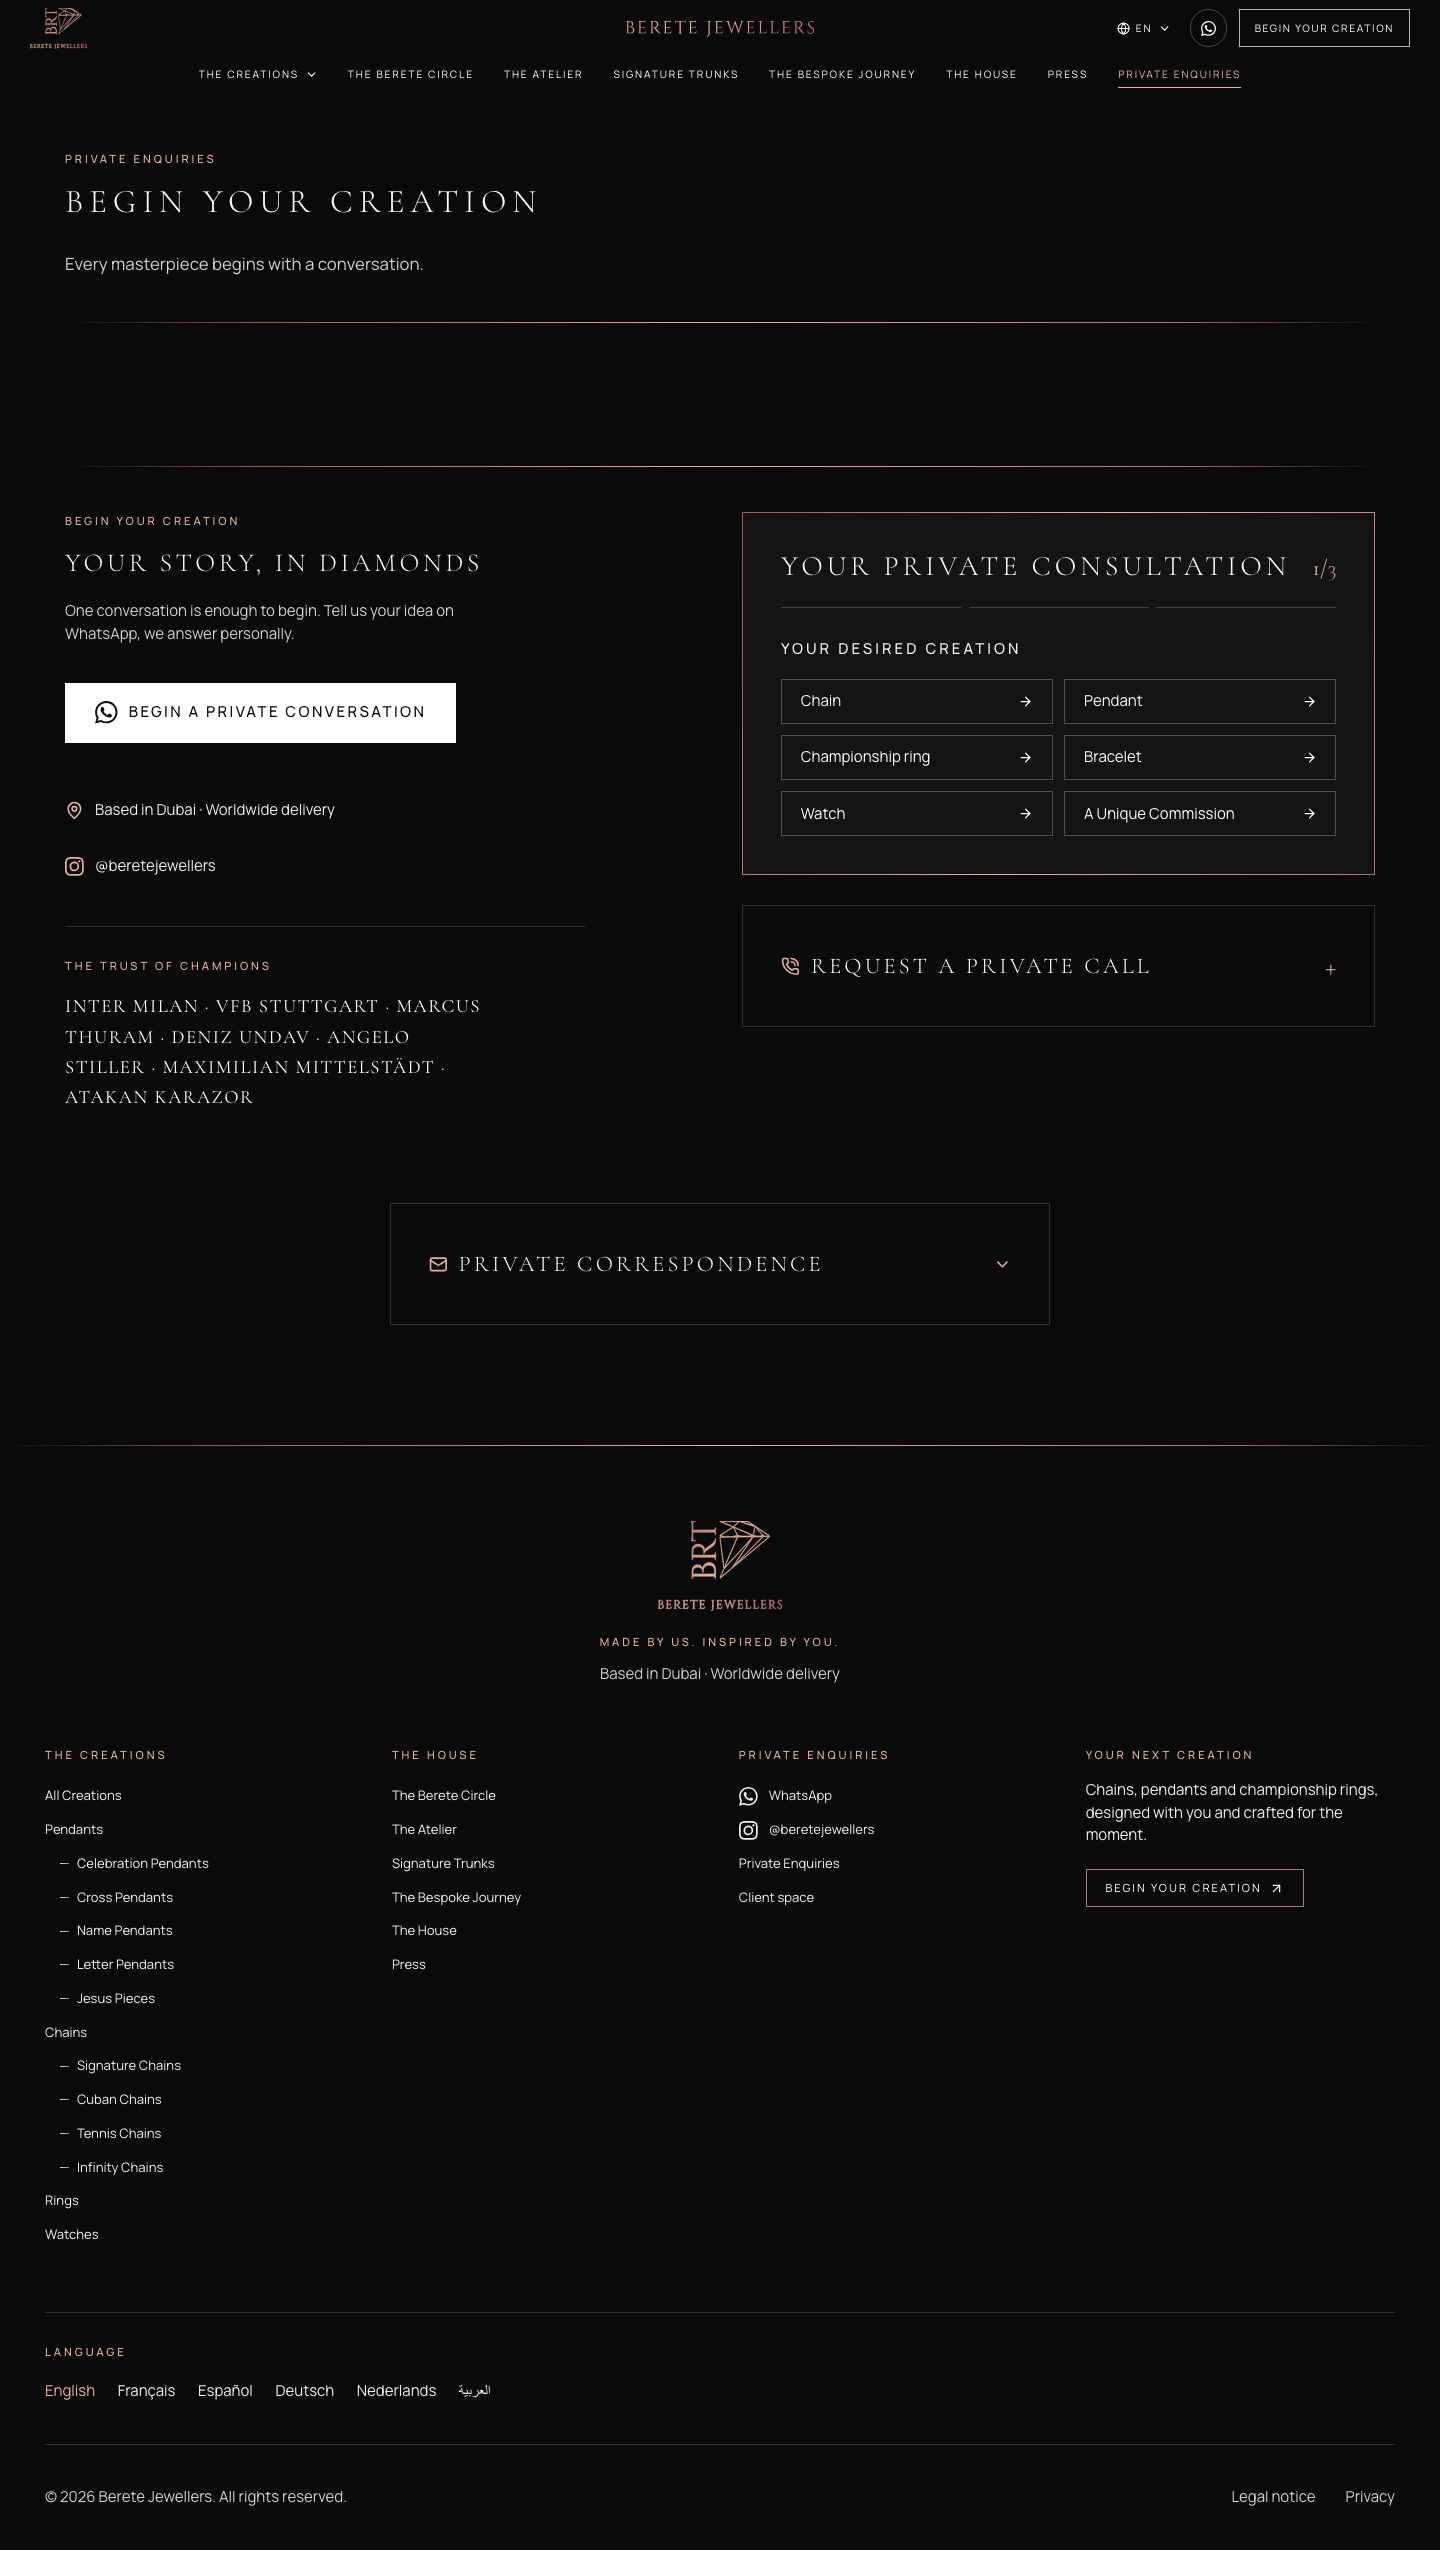 BRT
BERETE JEWELLERS
BERETE JEWELLERS
EN
BEGIN YOUR CREATION
THE CREATIONS
THE BERETE CIRCLE
THE ATELIER
SIGNATURE TRUNKS
THE BESPOKE JOURNEY
THE HOUSE
PRESS
PRIVATE ENQUIRIES
PRIVATE ENQUIRIES
BEGIN YOUR CREATION
Every masterpiece begins with a conversation.
BEGIN YOUR CREATION
YOUR STORY, IN DIAMONDS
One conversation is enough to begin. Tell us your idea on
WhatsApp, we answer personally.
BEGIN A PRIVATE CONVERSATION
Based in Dubai · Worldwide delivery
@beretejewellers
THE TRUST OF CHAMPIONS
INTER MILAN · VFB STUTTGART · MARCUS
THURAM · DENIZ UNDAV · ANGELO
STILLER · MAXIMILIAN MITTELSTÄDT ·
ATAKAN KARAZOR
YOUR PRIVATE CONSULTATION 1/3
YOUR DESIRED CREATION
Chain
Pendant
Championship ring
Bracelet
Watch
A Unique Commission
REQUEST A PRIVATE CALL +
PRIVATE CORRESPONDENCE
BRT
BERETE JEWELLERS
MADE BY US. INSPIRED BY YOU.
Based in Dubai · Worldwide delivery
THE CREATIONS
All Creations
Pendants
— Celebration Pendants
— Cross Pendants
— Name Pendants
— Letter Pendants
— Jesus Pieces
Chains
— Signature Chains
— Cuban Chains
— Tennis Chains
— Infinity Chains
Rings
Watches
THE HOUSE
The Berete Circle
The Atelier
Signature Trunks
The Bespoke Journey
The House
Press
PRIVATE ENQUIRIES
WhatsApp
@beretejewellers
Private Enquiries
Client space
YOUR NEXT CREATION
Chains, pendants and championship rings,
designed with you and crafted for the
moment.
BEGIN YOUR CREATION
LANGUAGE
English Français Español Deutsch Nederlands العربية
© 2026 Berete Jewellers. All rights reserved.
Legal notice Privacy